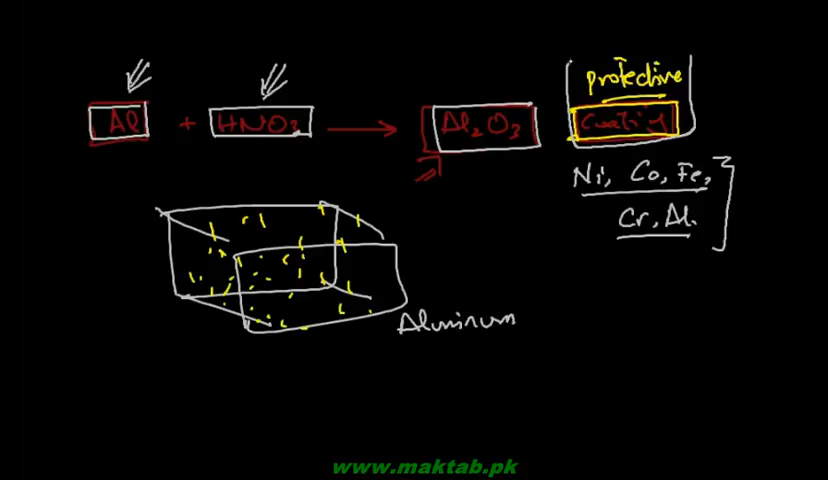 protective
Al + HNO3 → Al2O3 Coating
Ni, Co, Fe,
Cr, Al.
Aluminum
www.maktab.pk